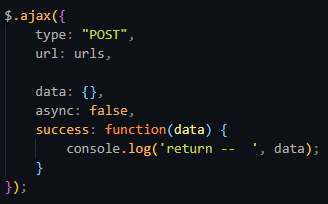 $.ajax({
    type: "POST",
    url: urls,

    data: {},
    async: false,
    success: function(data) {
        console.log('return --  ', data);
    }
});